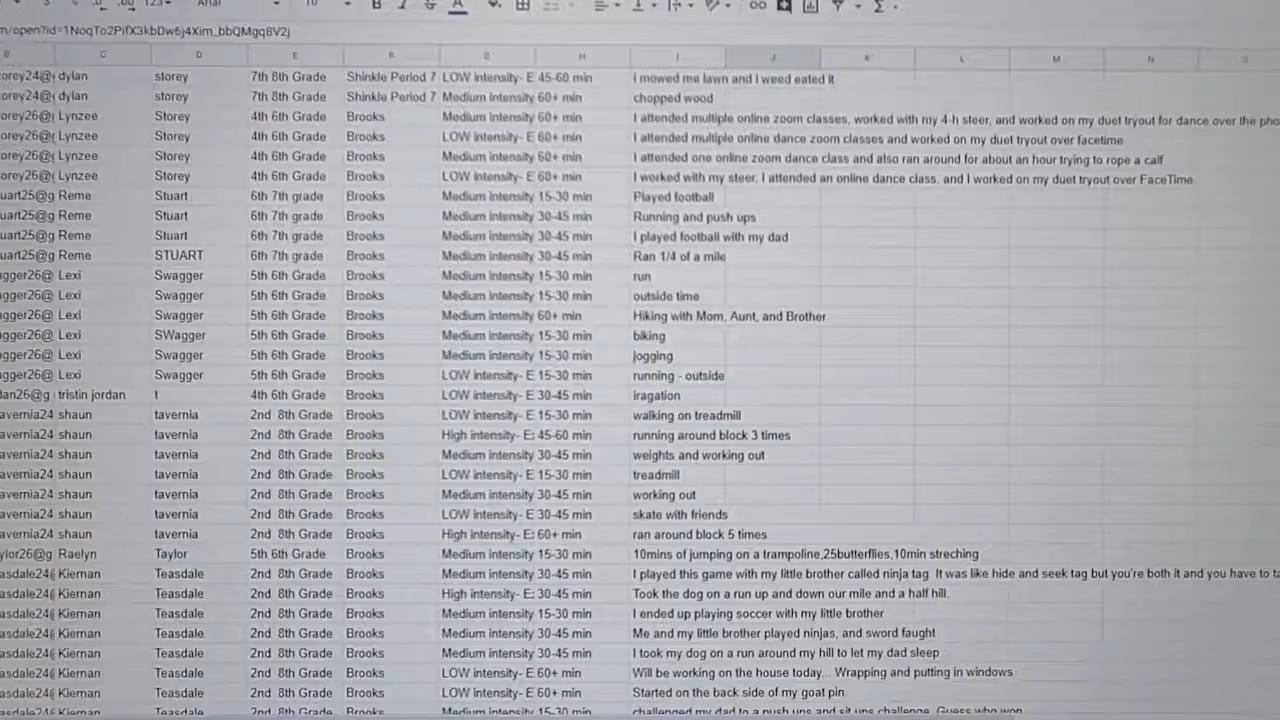 n/open?id=1NoqTo2PifX3kbDw6j4Xim_bbQMgq8V2j
C D E F G H I J K L M N
orey24@( dylan storey 7th 8th Grade Shinkle Period 7 LOW intensity- E 45-60 min I mowed me lawn and I weed eated it
orey24@( dylan storey 7th 8th Grade Shinkle Period 7 Medium intensity 60+ min chopped wood
orey26@( Lynzee Storey 4th 6th Grade Brooks Medium intensity 60+ min I attended multiple online zoom classes, worked with my 4-h steer, and worked on my duet tryout for dance over the pho
orey26@( Lynzee Storey 4th 6th Grade Brooks LOW intensity- E 60+ min I attended multiple online dance zoom classes and worked on my duet tryout over facetime
orey26@( Lynzee Storey 4th 6th Grade Brooks Medium intensity 60+ min I attended one online zoom dance class and also ran around for about an hour trying to rope a calf
orey26@( Lynzee Storey 4th 6th Grade Brooks LOW intensity- E 60+ min I worked with my steer, I attended an online dance class, and I worked on my duet tryout over FaceTime.
uart25@g Reme Stuart 6th 7th grade Brooks Medium intensity 15-30 min Played football
uart25@g Reme Stuart 6th 7th grade Brooks Medium intensity 30-45 min Running and push ups
uart25@g Reme Stuart 6th 7th grade Brooks Medium intensity 30-45 min I played football with my dad
uart25@g Reme STUART 6th 7th grade Brooks Medium intensity 30-45 min Ran 1/4 of a mile
agger26@ Lexi Swagger 5th 6th Grade Brooks Medium intensity 15-30 min run
agger26@ Lexi Swagger 5th 6th Grade Brooks Medium intensity 15-30 min outside time
agger26@ Lexi Swagger 5th 6th Grade Brooks Medium intensity 60+ min Hiking with Mom, Aunt, and Brother
agger26@ Lexi SWagger 5th 6th Grade Brooks Medium intensity 15-30 min biking
agger26@ Lexi Swagger 5th 6th Grade Brooks Medium intensity 15-30 min jogging
agger26@ Lexi Swagger 5th 6th Grade Brooks LOW intensity- E 15-30 min running - outside
dan26@g tristin jordan t 4th 6th Grade Brooks LOW intensity- E 30-45 min iragation
avernia24 shaun tavernia 2nd 8th Grade Brooks LOW intensity- E 15-30 min walking on treadmill
avernia24 shaun tavernia 2nd 8th Grade Brooks High intensity- E: 45-60 min running around block 3 times
avernia24 shaun tavernia 2nd 8th Grade Brooks Medium intensity 30-45 min weights and working out
avernia24 shaun tavernia 2nd 8th Grade Brooks LOW intensity- E 15-30 min treadmill
avernia24 shaun tavernia 2nd 8th Grade Brooks Medium intensity 30-45 min working out
avernia24 shaun tavernia 2nd 8th Grade Brooks LOW intensity- E 30-45 min skate with friends
avernia24 shaun tavernia 2nd 8th Grade Brooks High intensity- E: 60+ min ran around block 5 times
ylor26@g Raelyn Taylor 5th 6th Grade Brooks Medium intensity 15-30 min 10mins of jumping on a trampoline,25butterflies,10min streching
asdale24( Kiernan Teasdale 2nd 8th Grade Brooks Medium intensity 30-45 min I played this game with my little brother called ninja tag It was like hide and seek tag but you're both it and you have to ta
asdale24( Kiernan Teasdale 2nd 8th Grade Brooks High intensity- E: 30-45 min Took the dog on a run up and down our mile and a half hill.
asdale24( Kiernan Teasdale 2nd 8th Grade Brooks Medium intensity 15-30 min I ended up playing soccer with my little brother
asdale24( Kiernan Teasdale 2nd 8th Grade Brooks Medium intensity 30-45 min Me and my little brother played ninjas, and sword faught
asdale24( Kiernan Teasdale 2nd 8th Grade Brooks Medium intensity 30-45 min I took my dog on a run around my hill to let my dad sleep
asdale24( Kiernan Teasdale 2nd 8th Grade Brooks LOW intensity- E 60+ min Will be working on the house today... Wrapping and putting in windows
asdale24( Kiernan Teasdale 2nd 8th Grade Brooks LOW intensity- E 60+ min Started on the back side of my goat pin.
asdale24( Kiernan Teasdale 2nd 8th Grade Brooks Medium intensity 15-30 min challenged my dad to a push ups and sit ups challenge. Guess who won